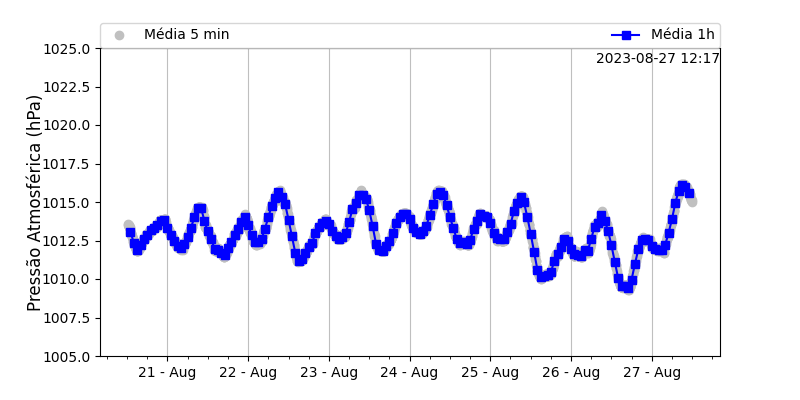 Média 5 min
Média 1h
2023-08-27 12:17
Pressão Atmosférica (hPa)
1025.0
1022.5
1020.0
1017.5
1015.0
1012.5
1010.0
1007.5
1005.0
21 - Aug
22 - Aug
23 - Aug
24 - Aug
25 - Aug
26 - Aug
27 - Aug